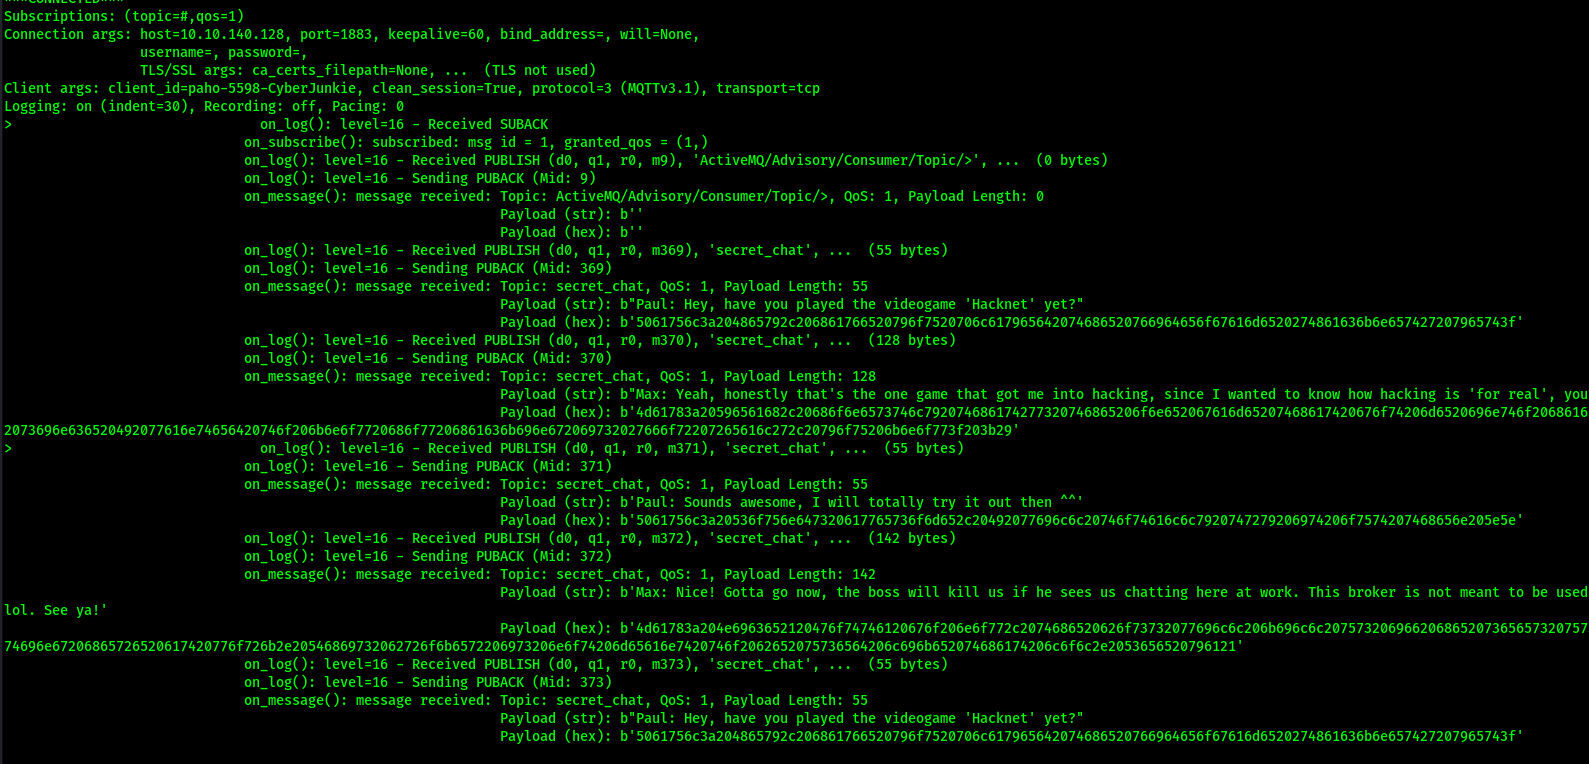 ***CONNECTED***
Subscriptions: (topic=#,qos=1)
Connection args: host=10.10.140.128, port=1883, keepalive=60, bind_address=, will=None,
username=, password=,
TLS/SSL args: ca_certs_filepath=None, ...  (TLS not used)
Client args: client_id=paho-5598-CyberJunkie, clean_session=True, protocol=3 (MQTTv3.1), transport=tcp
Logging: on (indent=30), Recording: off, Pacing: 0
> on_log(): level=16 - Received SUBACK
on_subscribe(): subscribed: msg id = 1, granted_qos = (1,)
on_log(): level=16 - Received PUBLISH (d0, q1, r0, m9), 'ActiveMQ/Advisory/Consumer/Topic/>', ...  (0 bytes)
on_log(): level=16 - Sending PUBACK (Mid: 9)
on_message(): message received: Topic: ActiveMQ/Advisory/Consumer/Topic/>, QoS: 1, Payload Length: 0
Payload (str): b''
Payload (hex): b''
on_log(): level=16 - Received PUBLISH (d0, q1, r0, m369), 'secret_chat', ...  (55 bytes)
on_log(): level=16 - Sending PUBACK (Mid: 369)
on_message(): message received: Topic: secret_chat, QoS: 1, Payload Length: 55
Payload (str): b"Paul: Hey, have you played the videogame 'Hacknet' yet?"
Payload (hex): b'5061756c3a204865792c206861766520796f7520706c617965642074686520766964656f67616d6520274861636b6e657427207965743f'
on_log(): level=16 - Received PUBLISH (d0, q1, r0, m370), 'secret_chat', ...  (128 bytes)
on_log(): level=16 - Sending PUBACK (Mid: 370)
on_message(): message received: Topic: secret_chat, QoS: 1, Payload Length: 128
Payload (str): b"Max: Yeah, honestly that's the one game that got me into hacking, since I wanted to know how hacking is 'for real', you
Payload (hex): b'4d61783a20596561682c20686f6e6573746c792074686174277320746865206f6e652067616d65207468617420676f74206d6520696e746f2068616
2073696e636520492077616e74656420746f206b6e6f7720686f77206861636b696e672069732027666f72207265616c272c20796f75206b6e6f773f203b29'
> on_log(): level=16 - Received PUBLISH (d0, q1, r0, m371), 'secret_chat', ...  (55 bytes)
on_log(): level=16 - Sending PUBACK (Mid: 371)
on_message(): message received: Topic: secret_chat, QoS: 1, Payload Length: 55
Payload (str): b'Paul: Sounds awesome, I will totally try it out then ^^'
Payload (hex): b'5061756c3a20536f756e647320617765736f6d652c20492077696c6c20746f74616c6c7920747279206974206f7574207468656e205e5e'
on_log(): level=16 - Received PUBLISH (d0, q1, r0, m372), 'secret_chat', ...  (142 bytes)
on_log(): level=16 - Sending PUBACK (Mid: 372)
on_message(): message received: Topic: secret_chat, QoS: 1, Payload Length: 142
Payload (str): b'Max: Nice! Gotta go now, the boss will kill us if he sees us chatting here at work. This broker is not meant to be used
lol. See ya!'
Payload (hex): b'4d61783a204e6963652120476f74746120676f206e6f772c2074686520626f73732077696c6c206b696c6c20757320696620686520736565732075 7
74696e67206865726520617420776f726b2e20546869732062726f6b6572206973206e6f74206d65616e7420746f2062652075736564206c696b652074686174206c6f6c2e2053656520796121'
on_log(): level=16 - Received PUBLISH (d0, q1, r0, m373), 'secret_chat', ...  (55 bytes)
on_log(): level=16 - Sending PUBACK (Mid: 373)
on_message(): message received: Topic: secret_chat, QoS: 1, Payload Length: 55
Payload (str): b"Paul: Hey, have you played the videogame 'Hacknet' yet?"
Payload (hex): b'5061756c3a204865792c206861766520796f7520706c617965642074686520766964656f67616d6520274861636b6e657427207965743f'